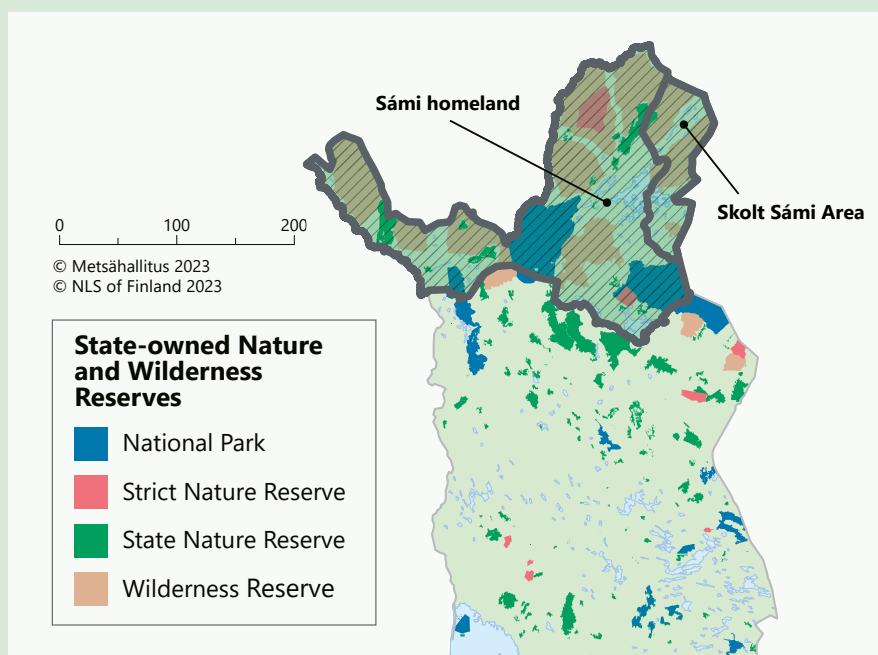 Sámi homeland
Skolt Sámi Area
0 100 200
© Metsähallitus 2023
© NLS of Finland 2023
State-owned Nature
and Wilderness
Reserves
National Park
Strict Nature Reserve
State Nature Reserve
Wilderness Reserve